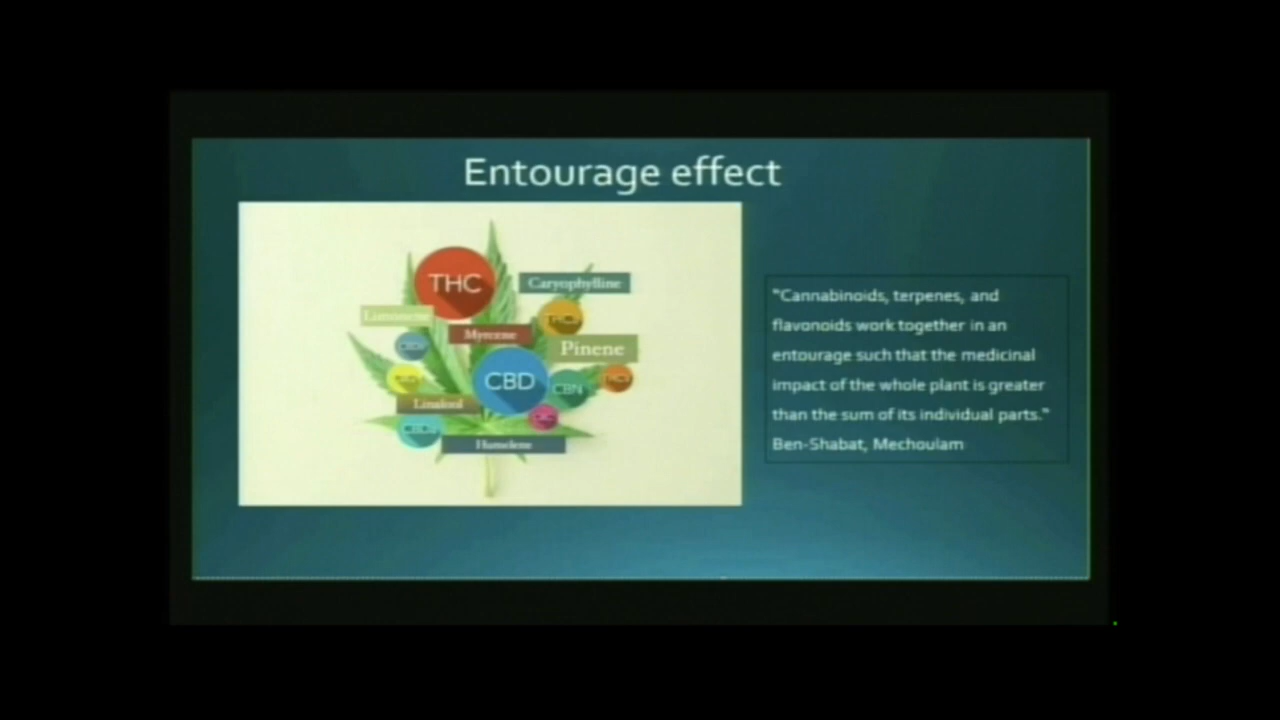 Entourage effect
THC
Caryophylline
Limonene
Myrcene
Pinene
CBD
CBN
Linalool
Humulene
"Cannabinoids, terpenes, and
flavonoids work together in an
entourage such that the medicinal
impact of the whole plant is greater
than the sum of its individual parts."
Ben-Shabat, Mechoulam